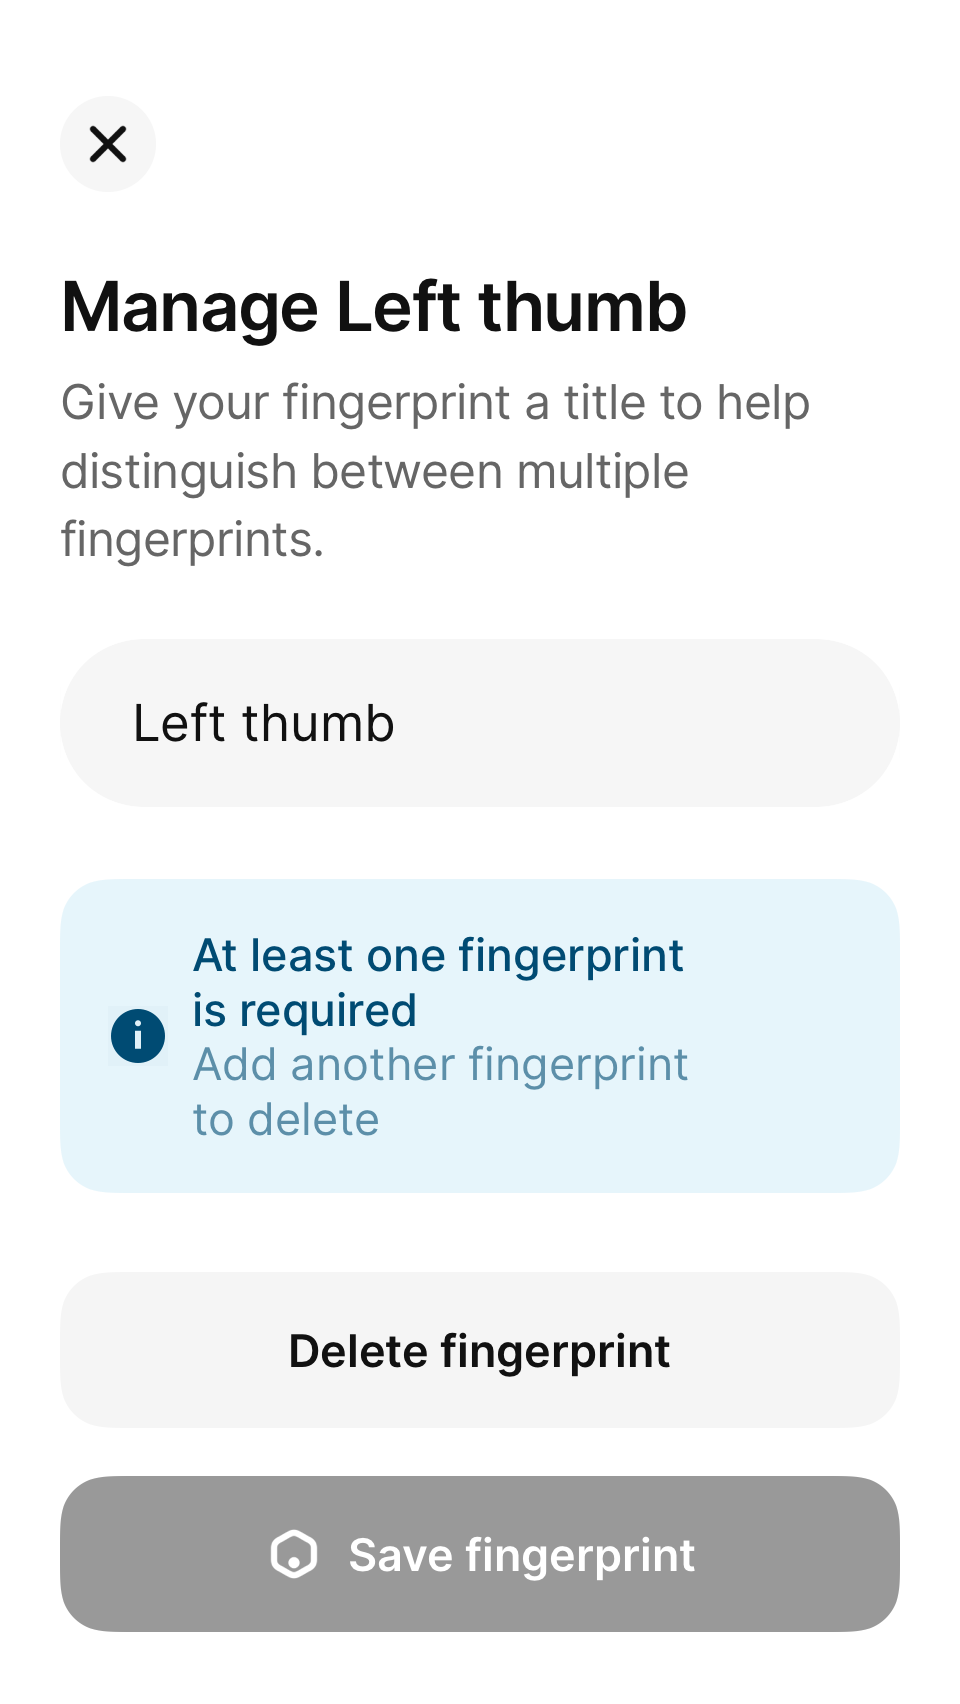 Manage Left thumb
Give your fingerprint a title to help
distinguish between multiple
fingerprints.
Left thumb
At least one fingerprint
is required
Add another fingerprint
to delete
Delete fingerprint
Save fingerprint